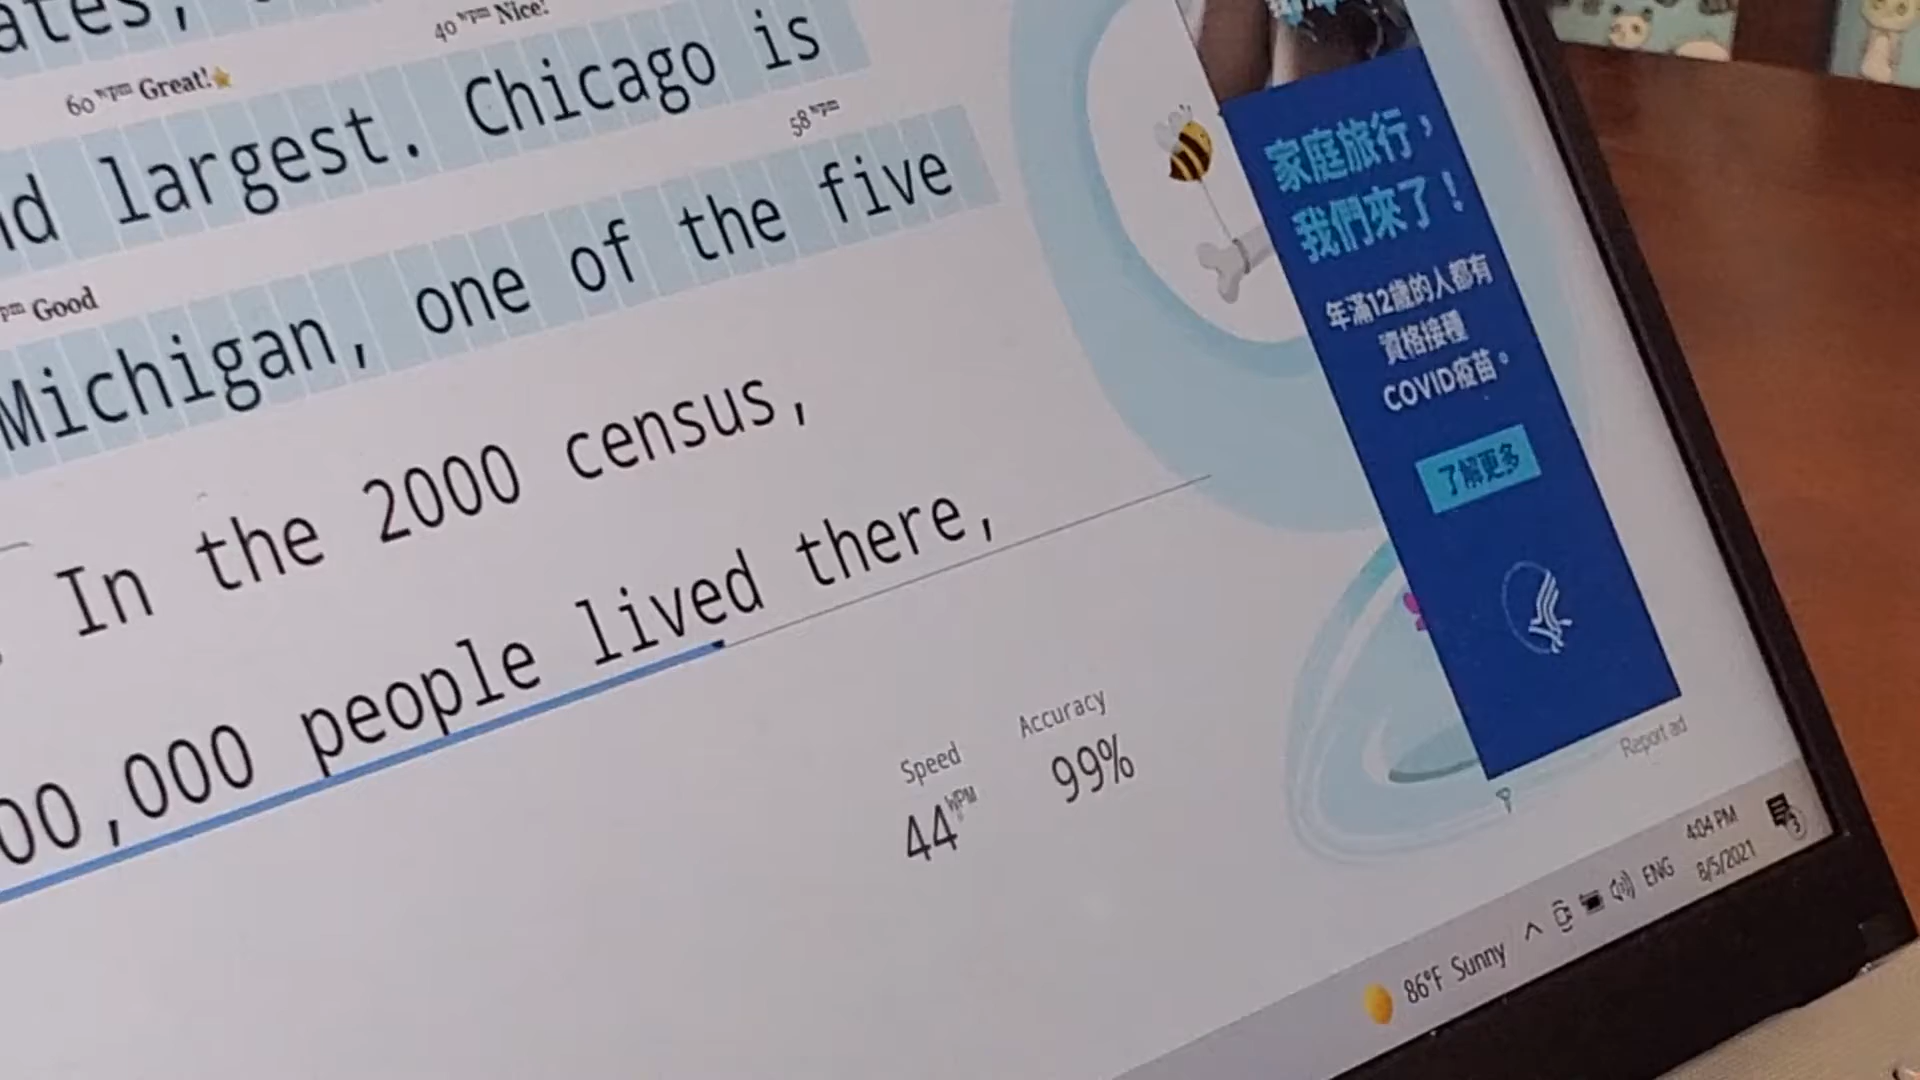 40 wpm Nice!
60 wpm Great!
largest. Chicago is
58 wpm
Good
Michigan, one of the five
In the 2000 census,
00,000 people lived there,
Speed
44 WPM
Accuracy
99%
家庭旅行，
我們來了！
年滿12歲的人都有
資格接種
COVID疫苗。
了解更多
Report ad
86°F Sunny
ENG
4:04 PM
8/5/2021
3